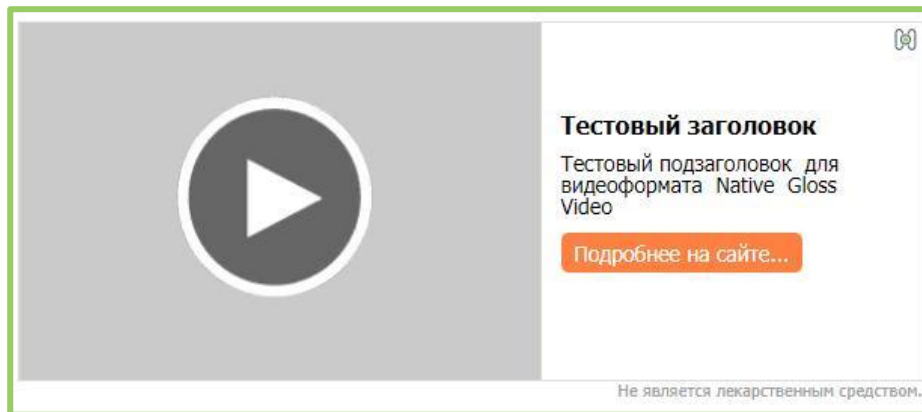 Тестовый заголовок
Тестовый подзаголовок для
видеоформата Native Gloss
Video
Подробнее на сайте...
Не является лекарственным средством.